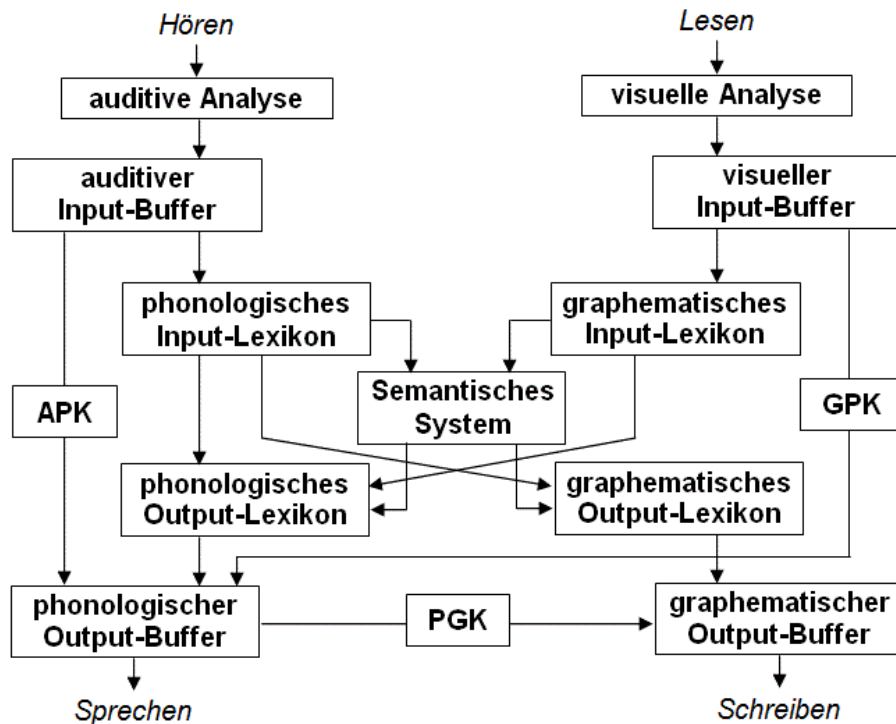 Hören
Lesen
auditive Analyse
visuelle Analyse
auditiver
Input-Buffer
visueller
Input-Buffer
phonologisches
Input-Lexikon
graphematisches
Input-Lexikon
Semantisches
System
APK
GPK
phonologisches
Output-Lexikon
graphematisches
Output-Lexikon
phonologischer
Output-Buffer
PGK
graphematischer
Output-Buffer
Sprechen
Schreiben